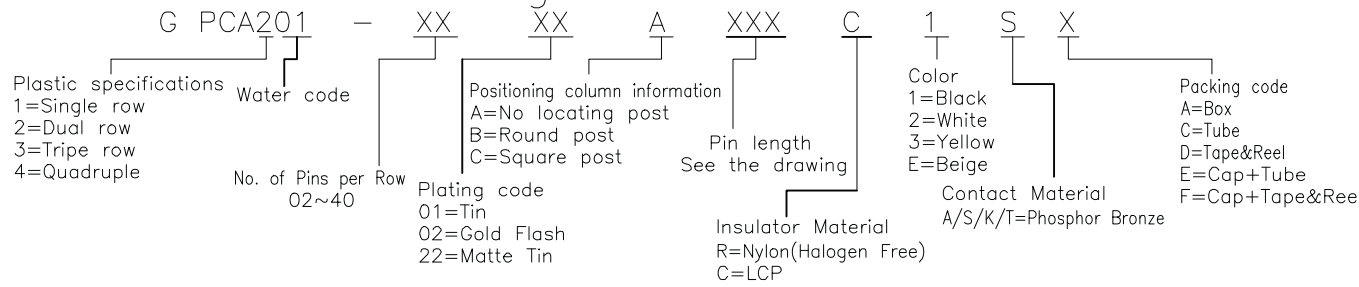 G PCA201 - XX XX A XXX C 1 S X
Plastic specifications
1=Single row
2=Dual row
3=Tripe row
4=Quadruple
Water code
No. of Pins per Row
02~40
Plating code
01=Tin
02=Gold Flash
22=Matte Tin
Positioning column information
A=No locating post
B=Round post
C=Square post
Pin length
See the drawing
Insulator Material
R=Nylon(Halogen Free)
C=LCP
Color
1=Black
2=White
3=Yellow
E=Beige
Contact Material
A/S/K/T=Phosphor Bronze
Packing code
A=Box
C=Tube
D=Tape&Reel
E=Cap+Tube
F=Cap+Tape&Ree